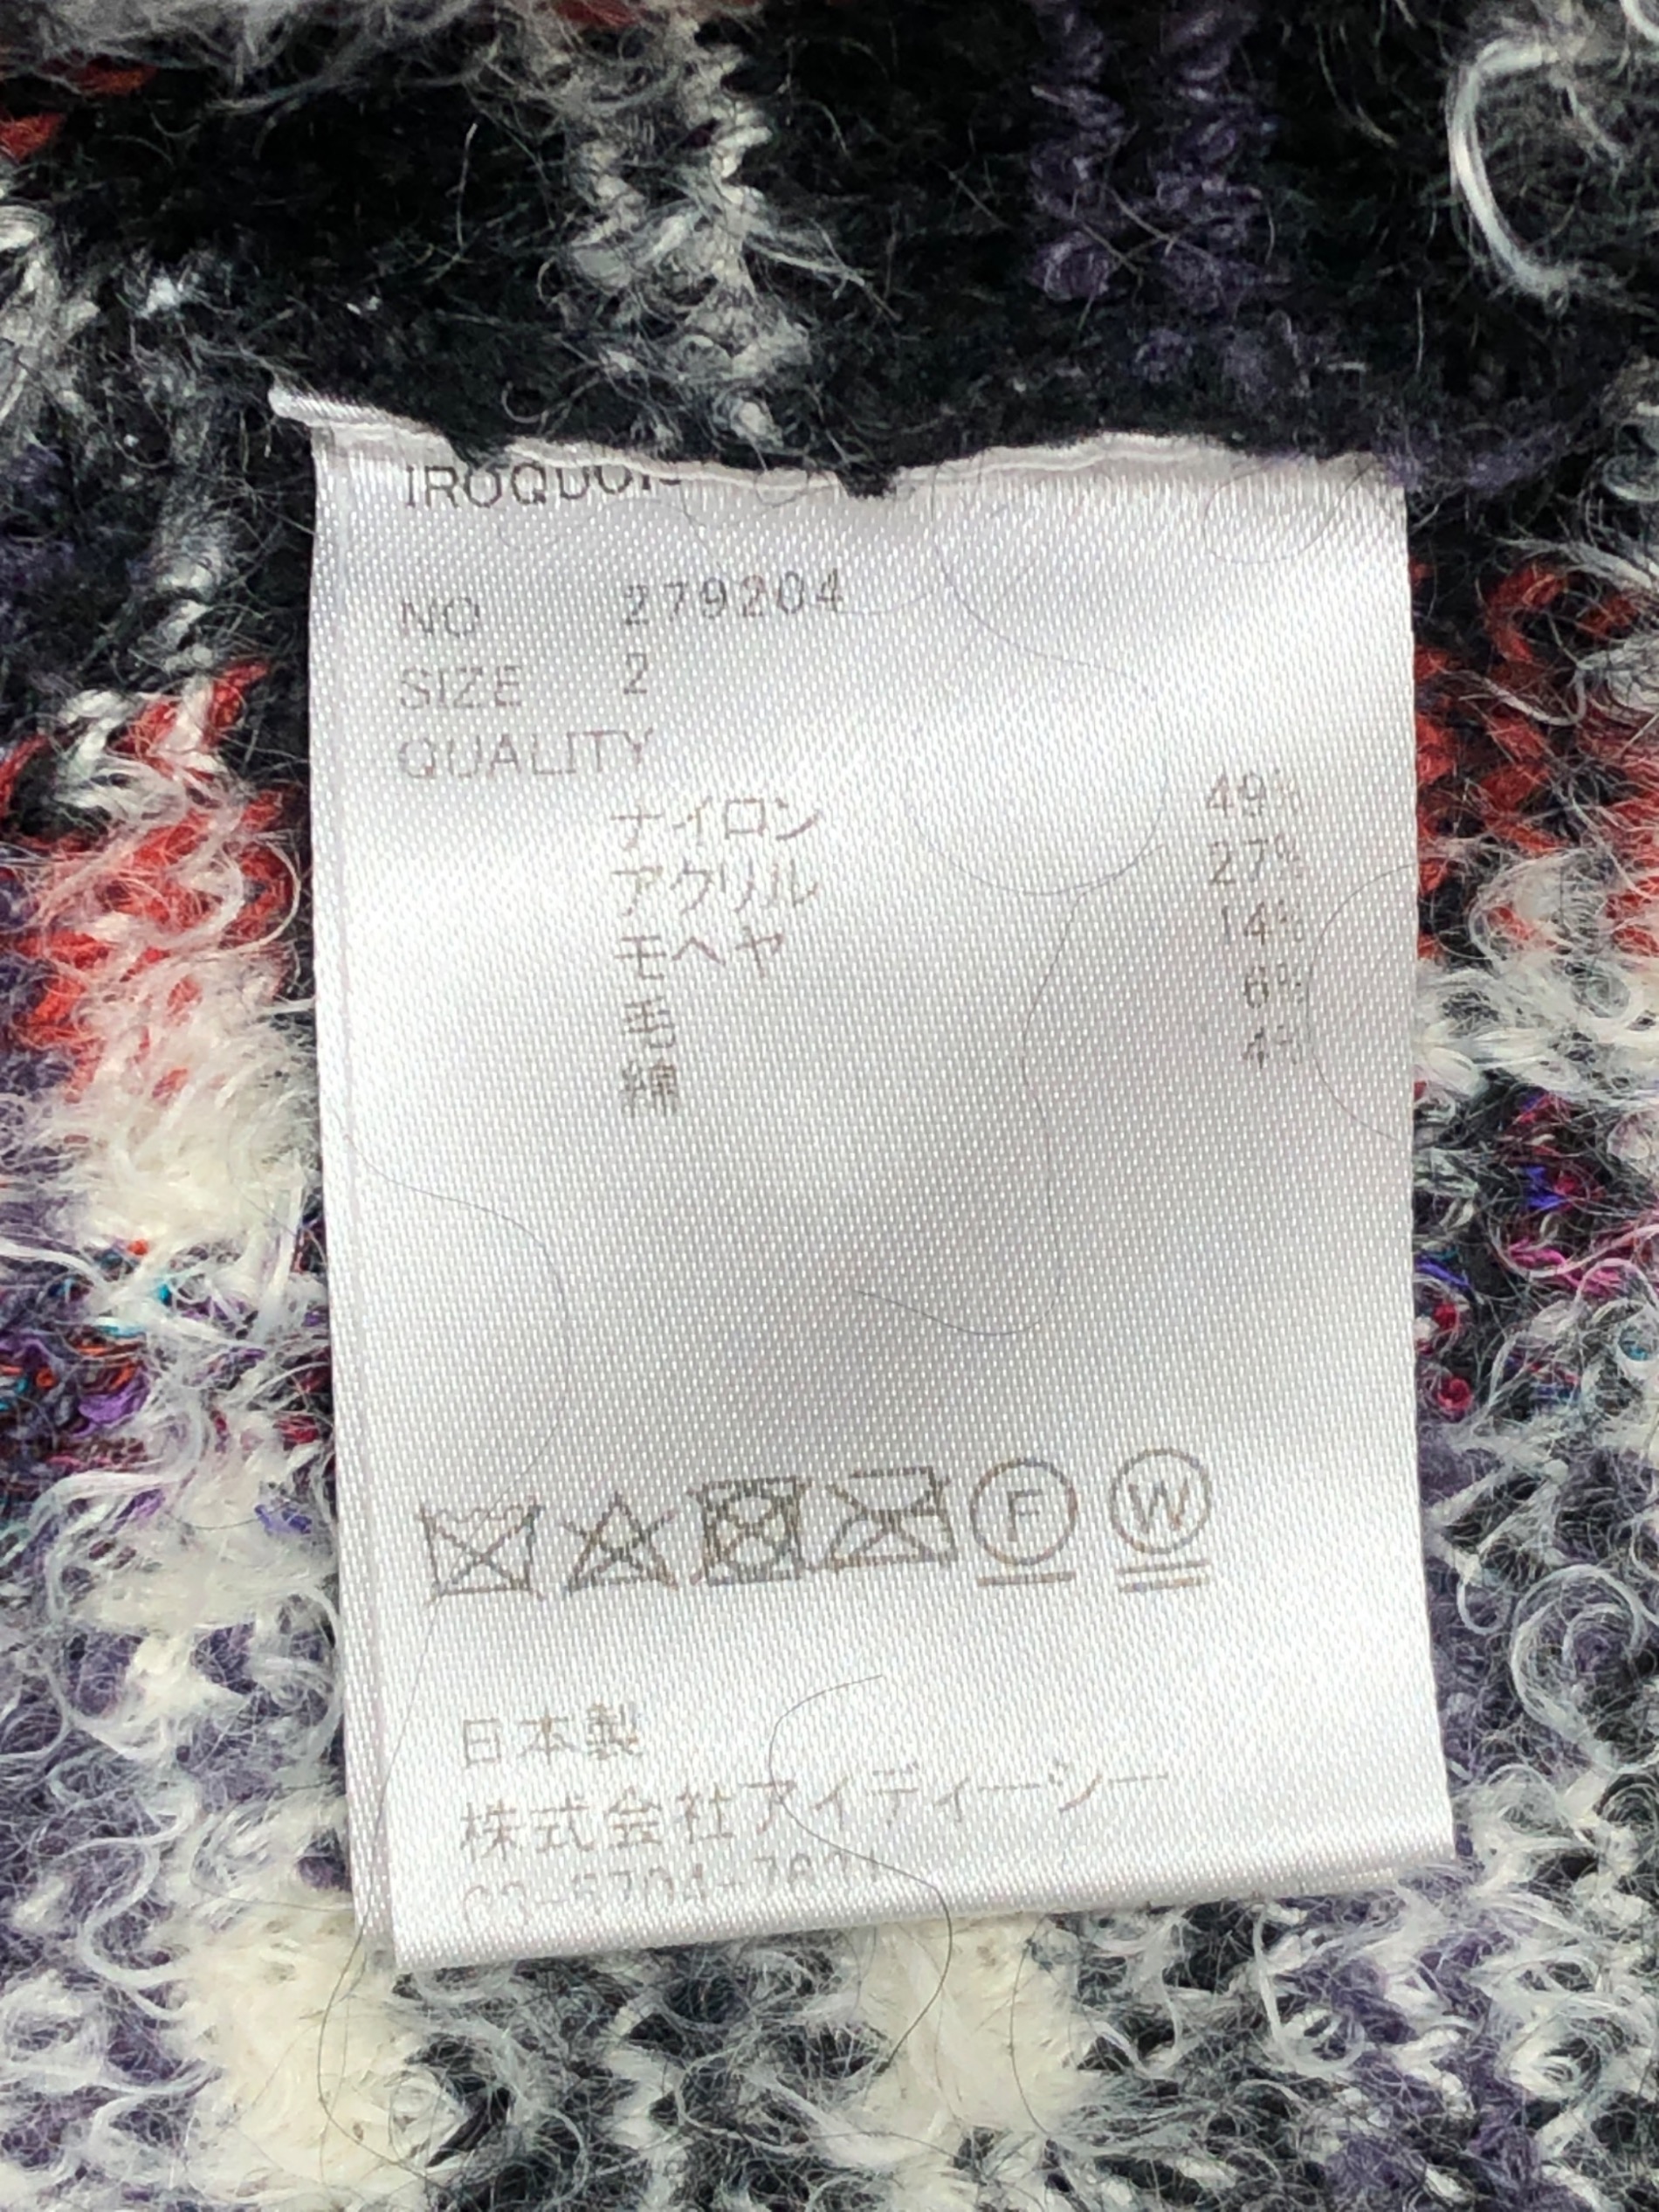 IROQUOIS
NO 279204
SIZE 2
QUALITY
ナイロン 49%
アクリル 27%
モヘヤ 14%
毛 6%
綿 4%
F W
日本製
株式会社アイディーシー